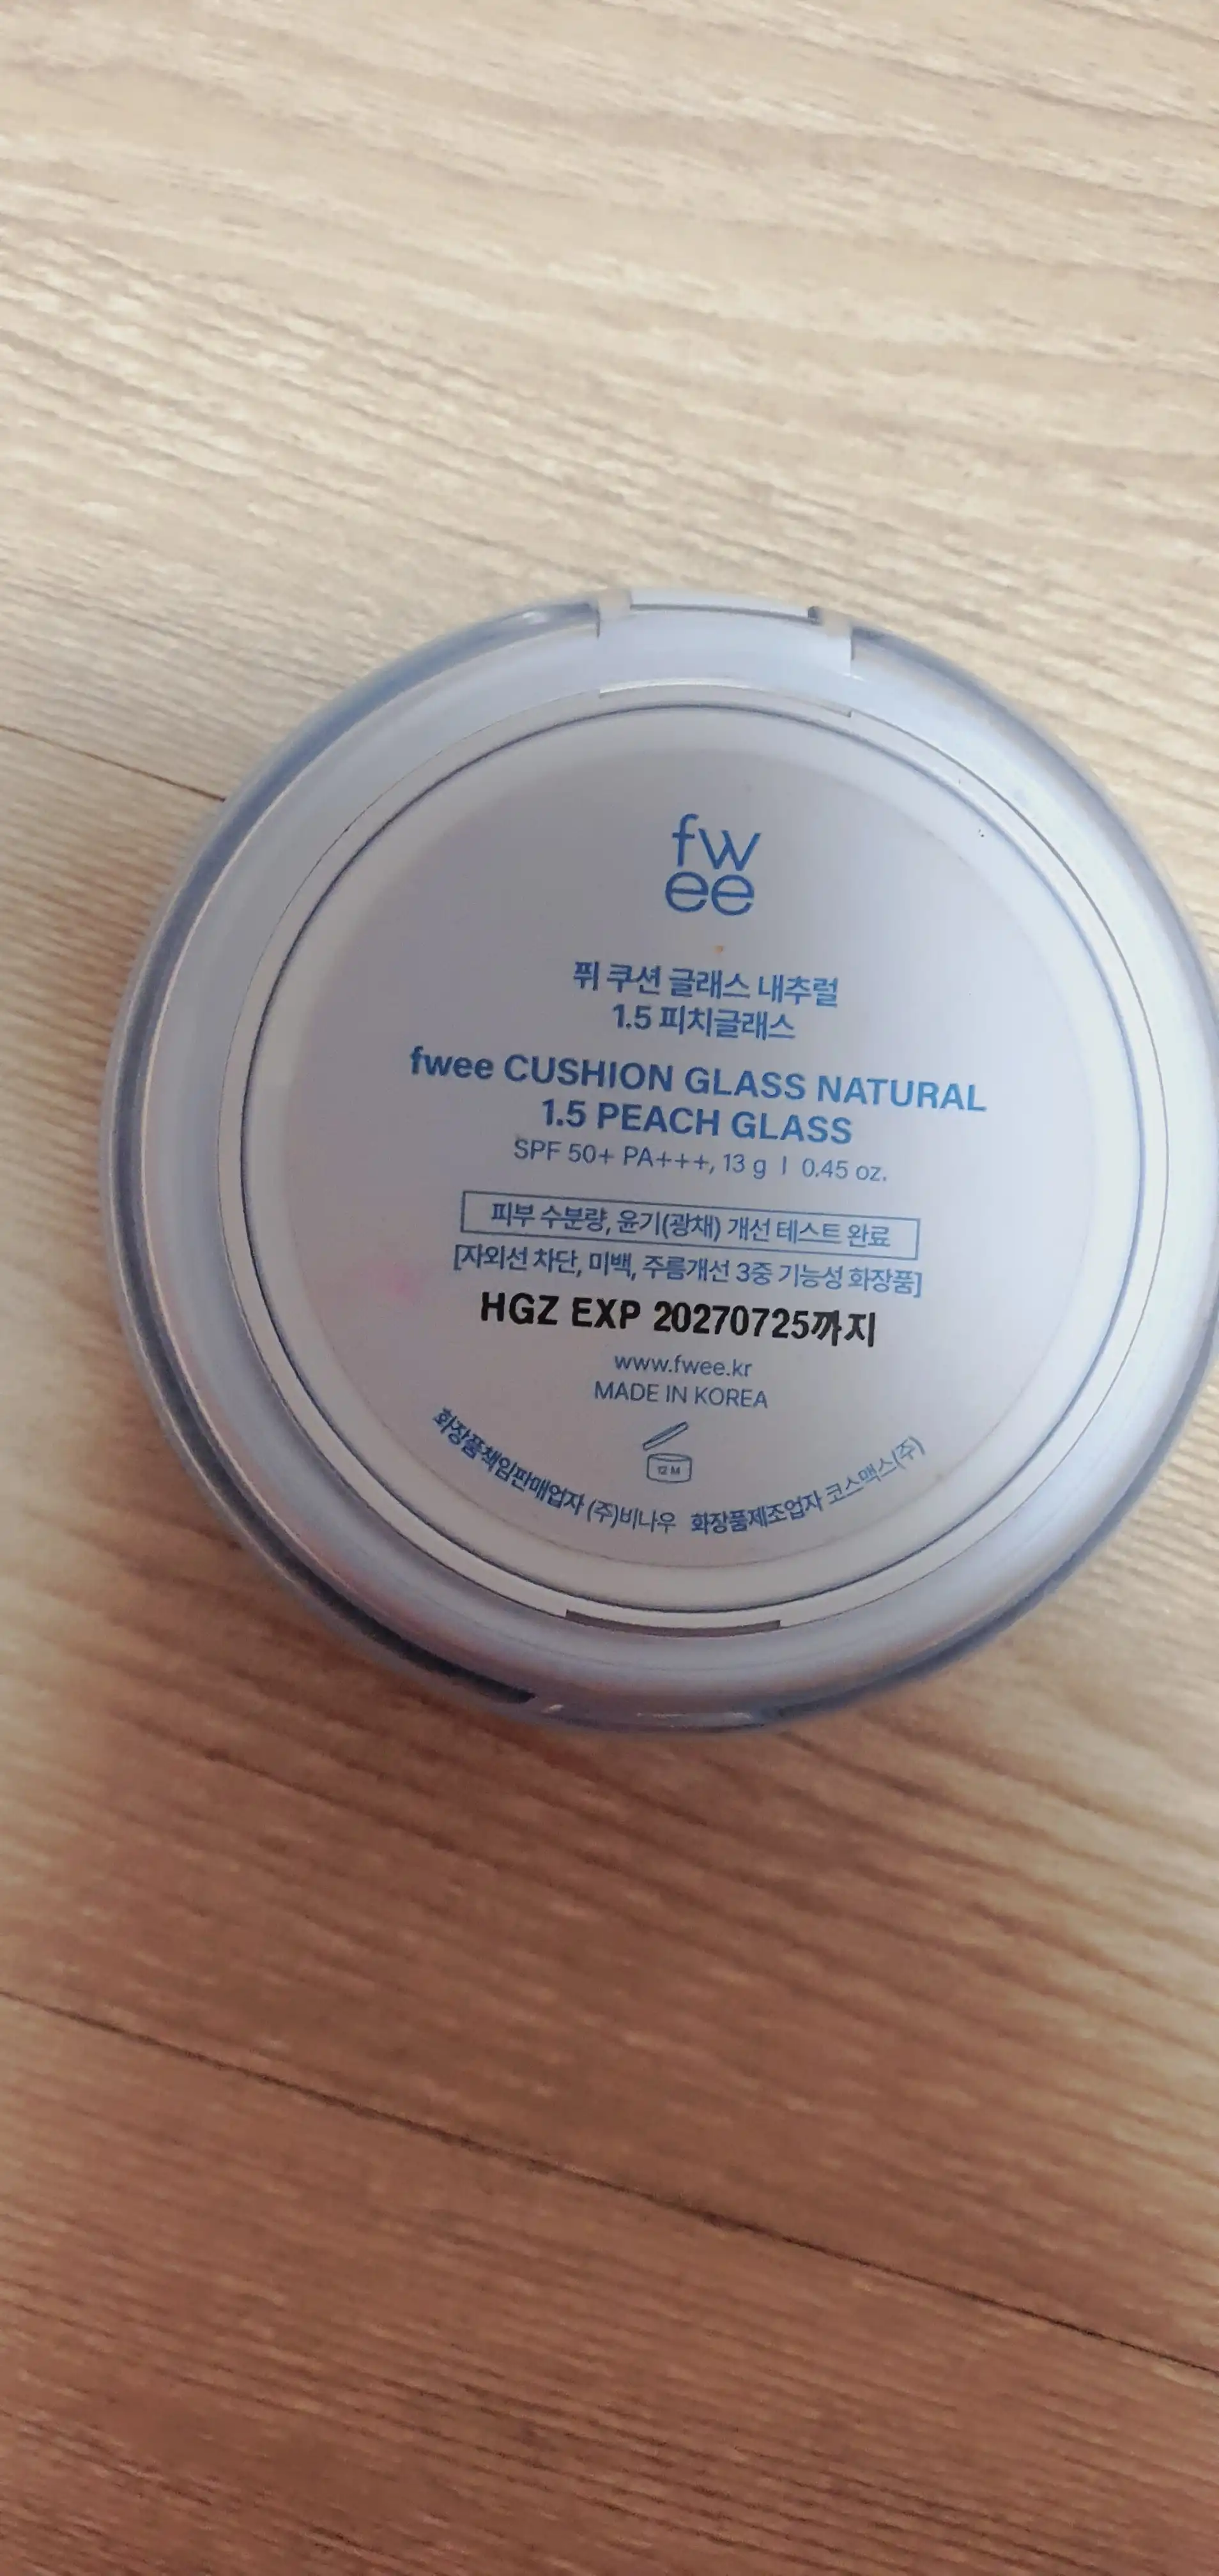 fw
ee
퓌 쿠션 글래스 내추럴
1.5 피치글래스
fwee CUSHION GLASS NATURAL
1.5 PEACH GLASS
SPF 50+ PA+++, 13 g | 0.45 oz.
피부 수분량, 윤기(광채) 개선 테스트 완료
[자외선 차단, 미백, 주름개선 3중 기능성 화장품]
HGZ EXP 20270725까지
www.fwee.kr
MADE IN KOREA
12 M
화장품책임판매업자 (주)비나우 화장품제조업자 코스맥스(주)